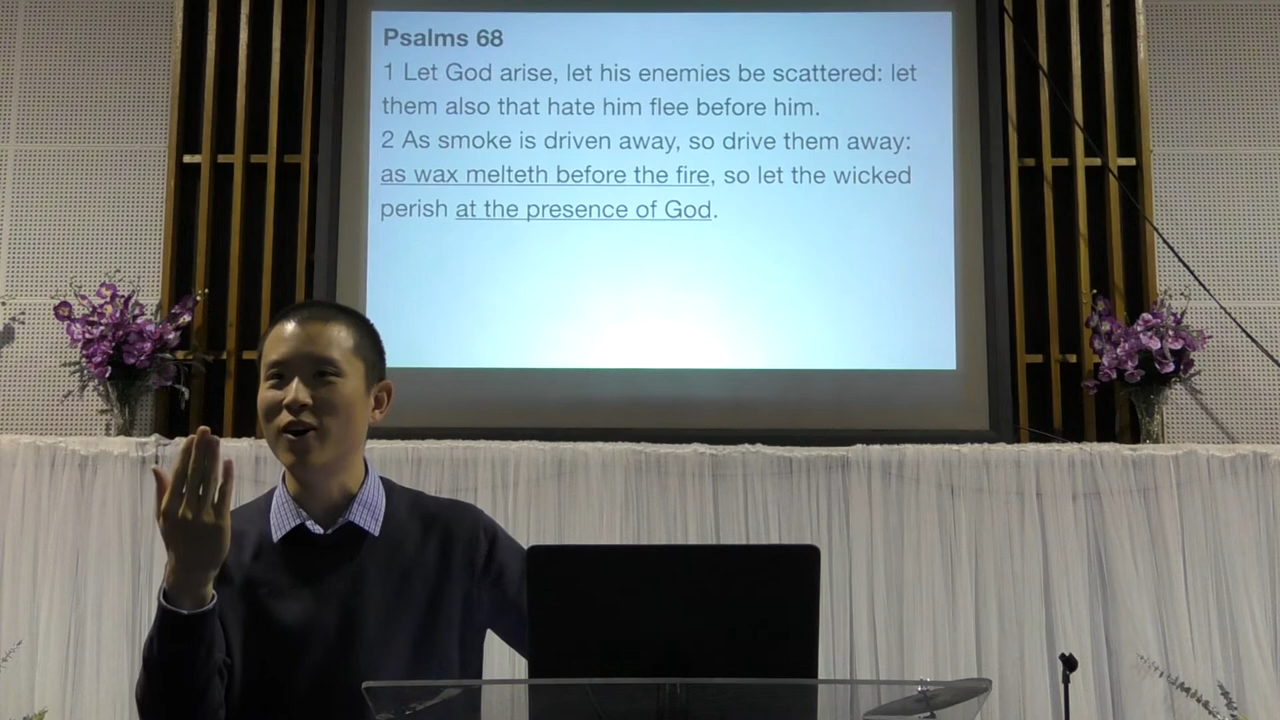 Psalms 68
1 Let God arise, let his enemies be scattered: let
them also that hate him flee before him.
2 As smoke is driven away, so drive them away:
as wax melteth before the fire, so let the wicked
perish at the presence of God.